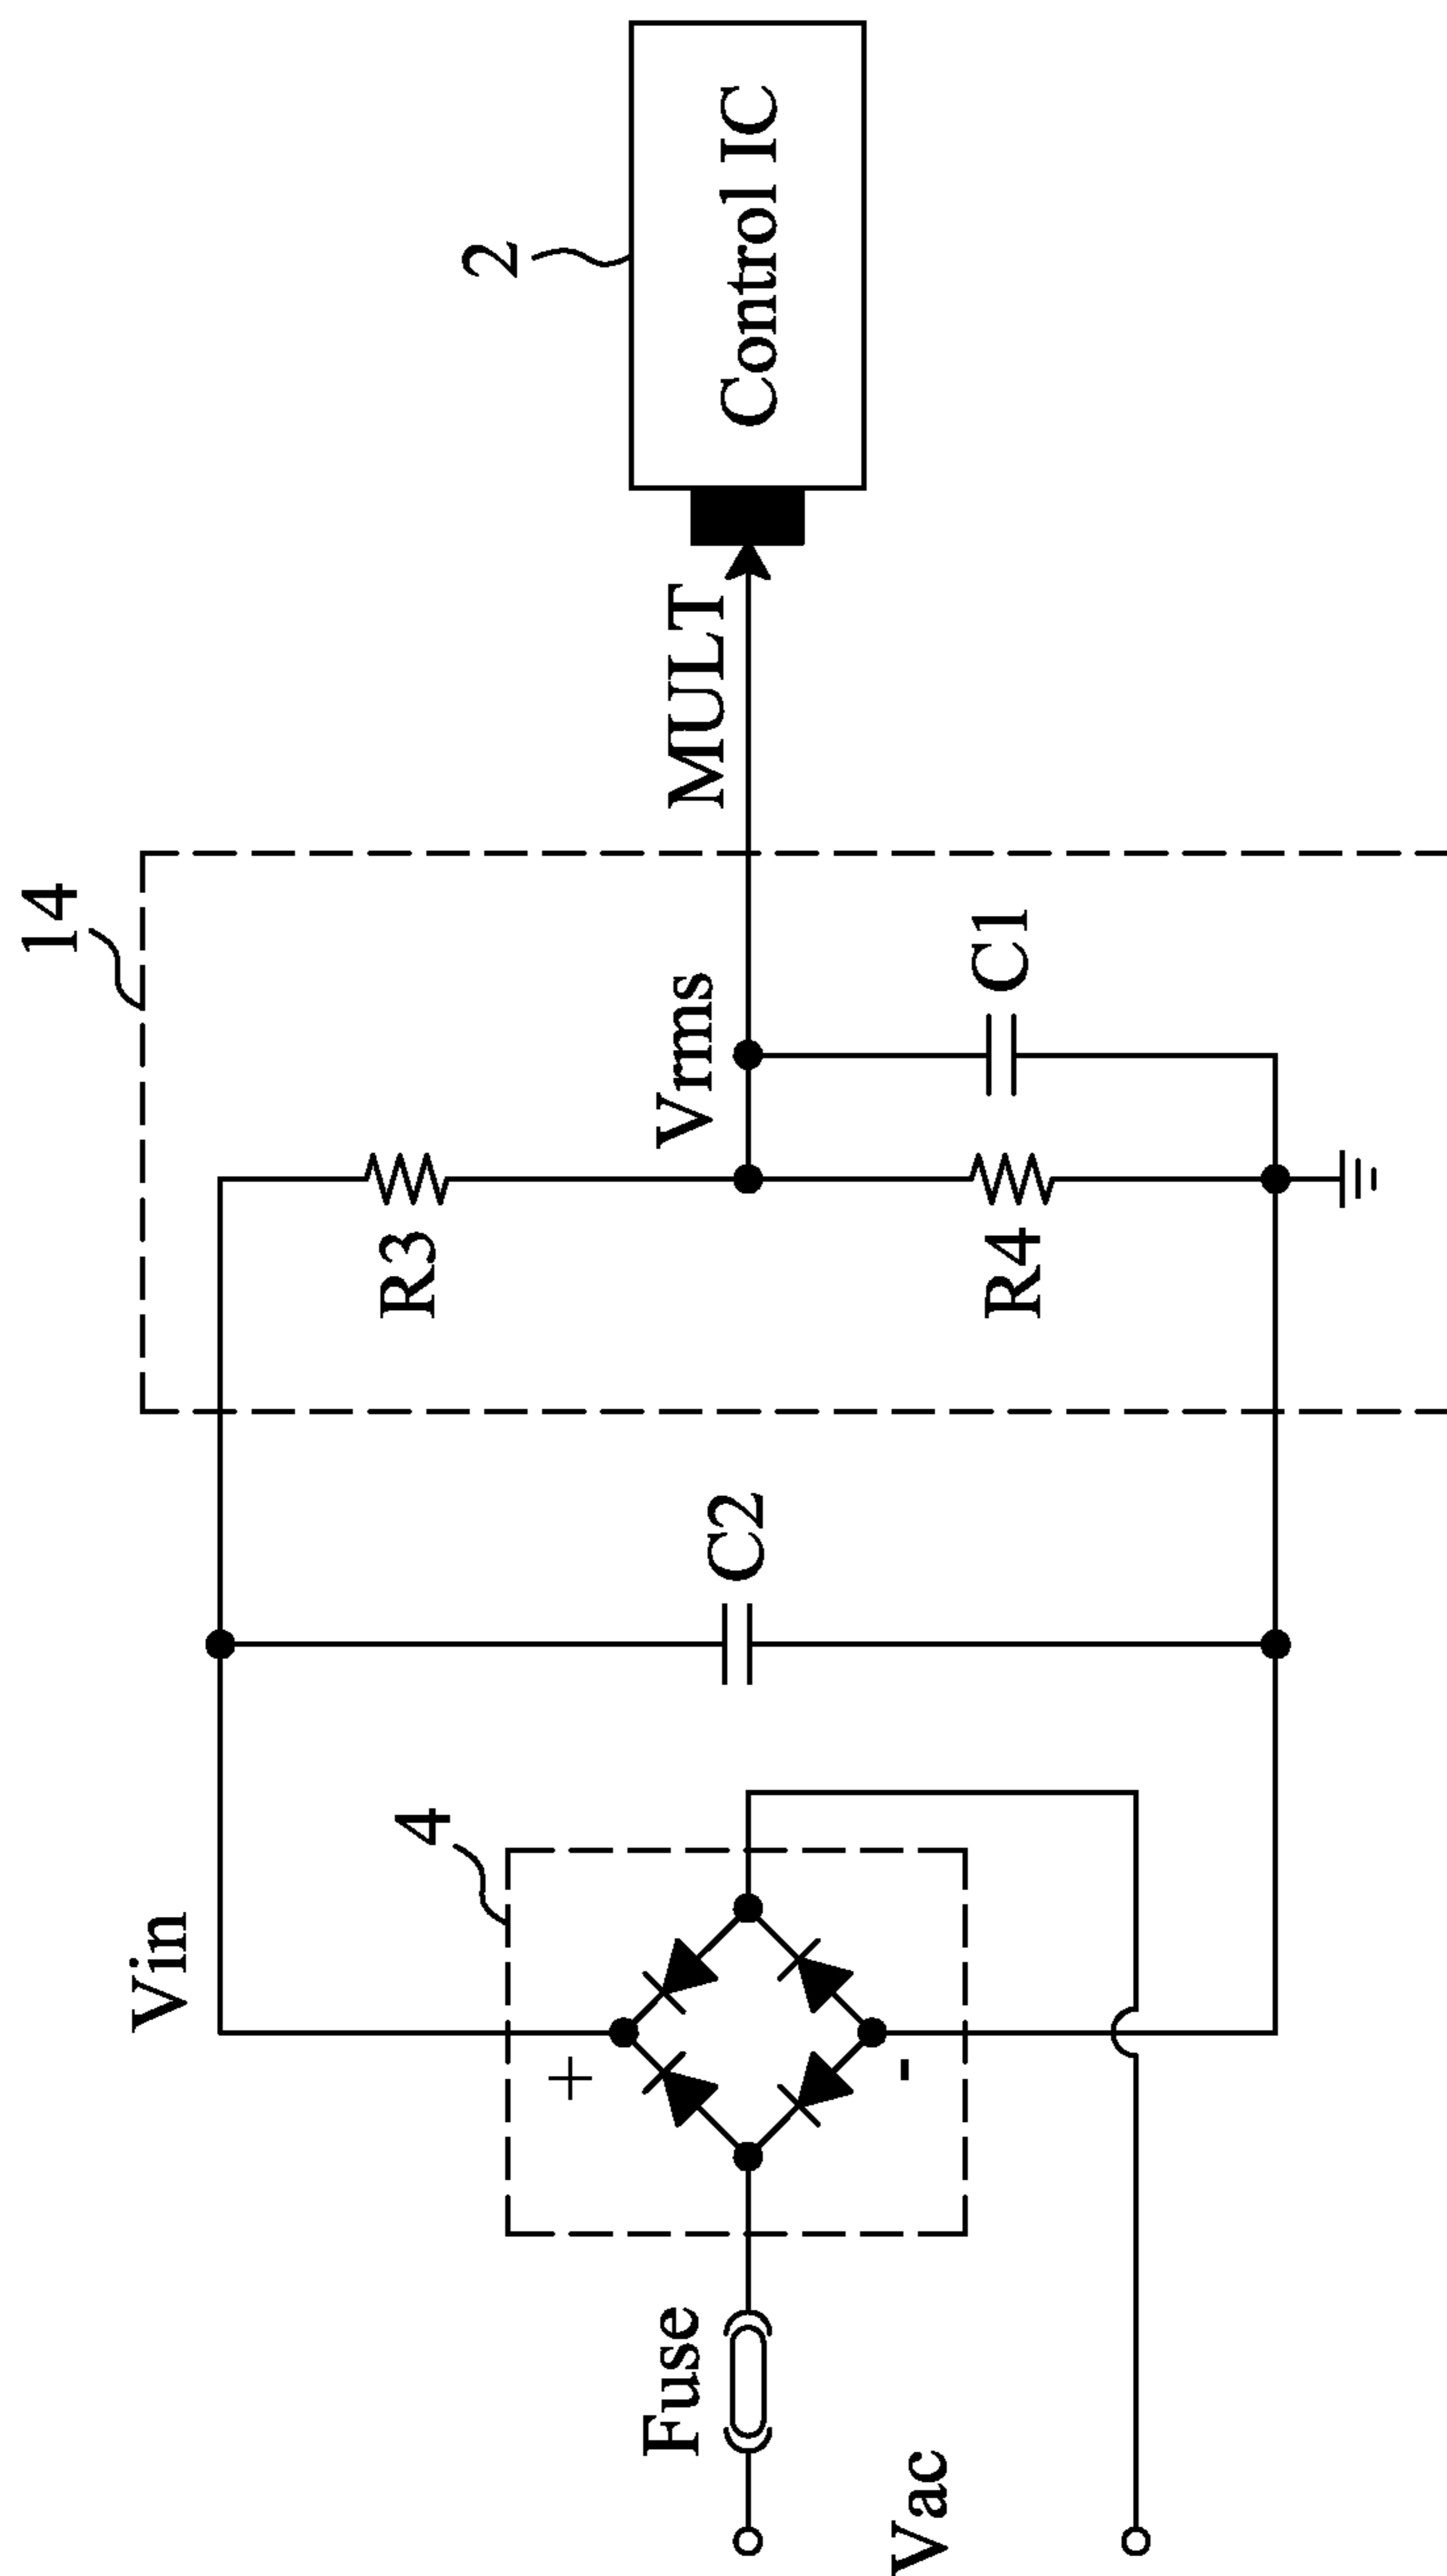 14
2
Vin
4
R3
Vrms
MULT
Control IC
C2
+
-
Fuse
R4
C1
Vac